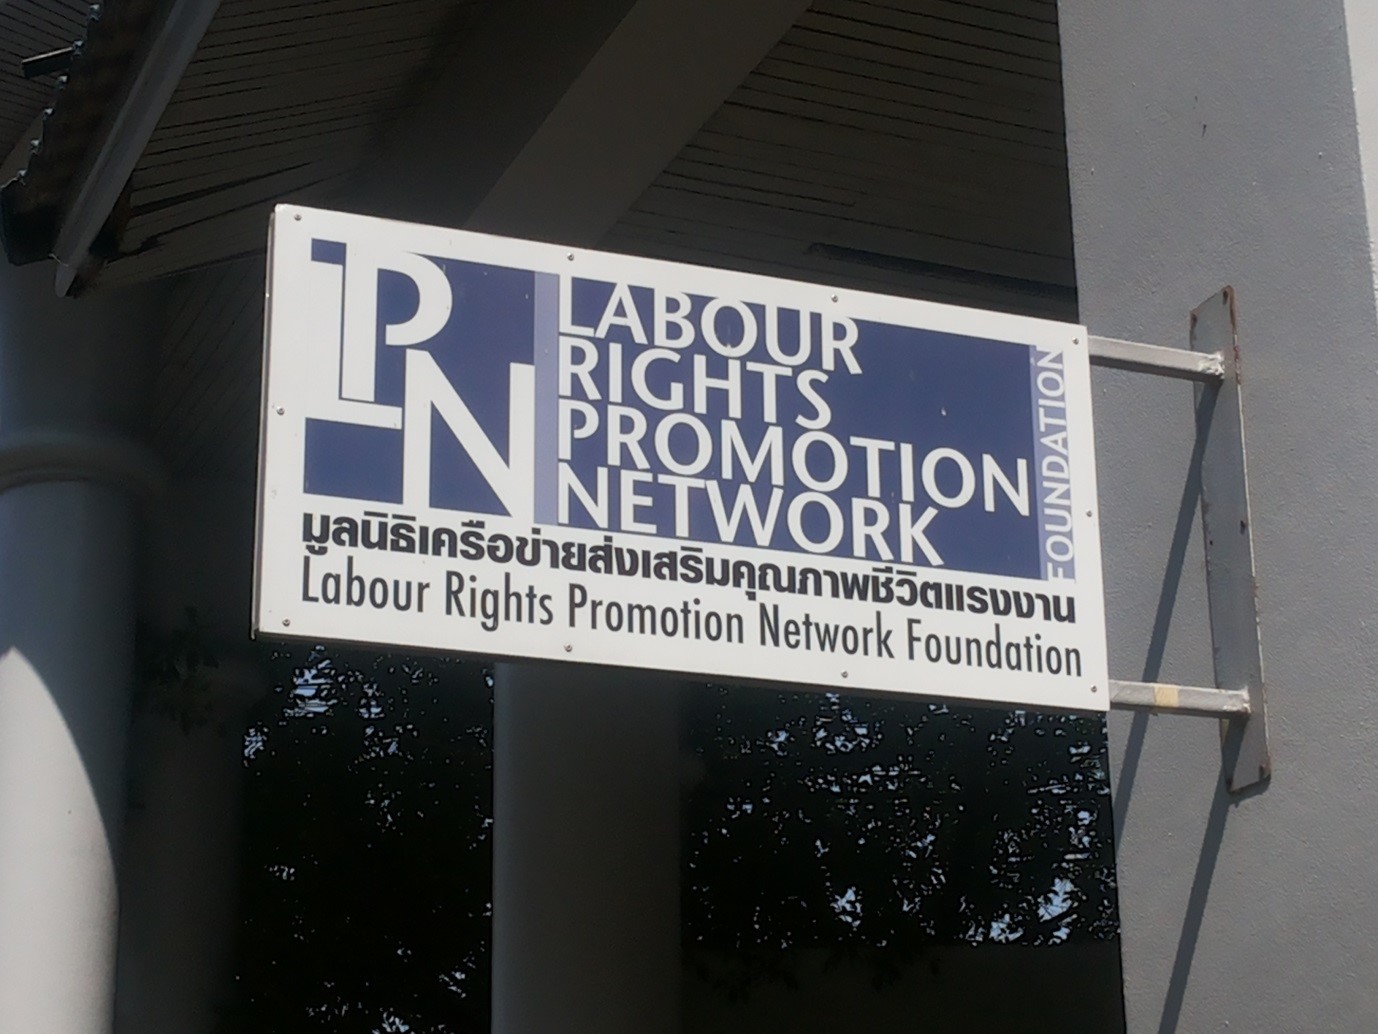 LPN
LABOUR
RIGHTS
PROMOTION
NETWORK
FOUNDATION
มูลนิธิเครือข่ายส่งเสริมคุณภาพชีวิตแรงงาน
Labour Rights Promotion Network Foundation